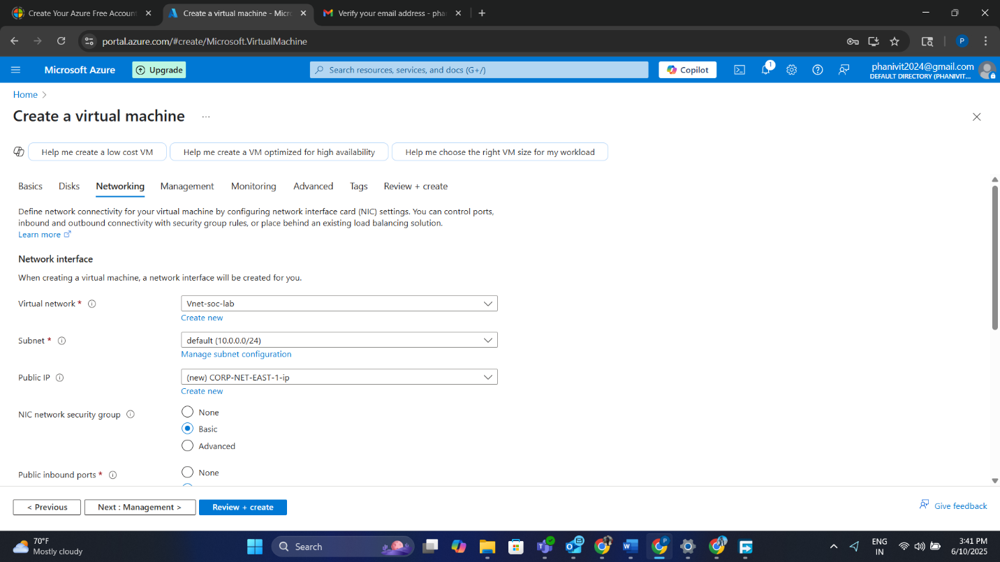 Create Your Azure Free Account
Create a virtual machine - Micro
Verify your email address - pha
portal.azure.com/#create/Microsoft.VirtualMachine
P
Microsoft Azure
Upgrade
Search resources, services, and docs (G+/)
Copilot
1
phanivit2024@gmail.com
DEFAULT DIRECTORY (PHANIVIT...
Home
Create a virtual machine
...
Help me create a low cost VM
Help me create a VM optimized for high availability
Help me choose the right VM size for my workload
Basics
Disks
Networking
Management
Monitoring
Advanced
Tags
Review + create
Define network connectivity for your virtual machine by configuring network interface card (NIC) settings. You can control ports,
inbound and outbound connectivity with security group rules, or place behind an existing load balancing solution.
Learn more
Network interface
When creating a virtual machine, a network interface will be created for you.
Virtual network *
Vnet-soc-lab
Create new
Subnet *
default (10.0.0.0/24)
Manage subnet configuration
Public IP
(new) CORP-NET-EAST-1-ip
Create new
NIC network security group
None
Basic
Advanced
Public inbound ports *
None
< Previous
Next : Management >
Review + create
Give feedback
70°F
Mostly cloudy
Search
ENG
IN
3:41 PM
6/10/2025